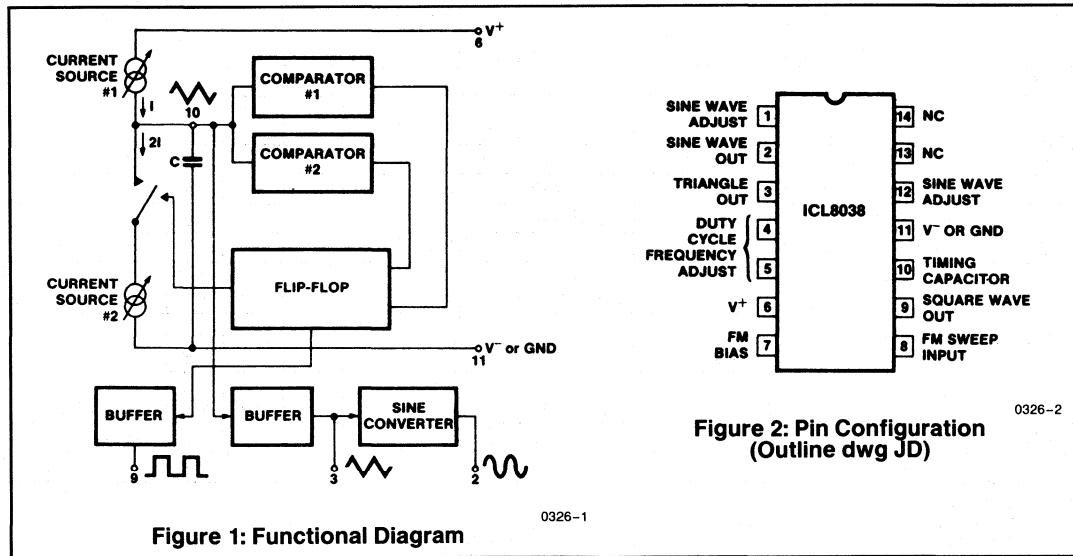 V+
6
CURRENT
SOURCE
#1
I
10
2I
C
COMPARATOR
#1
COMPARATOR
#2
FLIP-FLOP
CURRENT
SOURCE
#2
V− or GND
11
BUFFER
BUFFER
SINE
CONVERTER
9
3
2
0326–1
Figure 1: Functional Diagram
SINE WAVE
ADJUST
1
SINE WAVE
OUT
2
TRIANGLE
OUT
3
DUTY
CYCLE
FREQUENCY
ADJUST
4
5
V+
6
FM
BIAS
7
ICL8038
14 NC
13 NC
12 SINE WAVE
ADJUST
11 V− OR GND
10 TIMING
CAPACITOR
9 SQUARE WAVE
OUT
8 FM SWEEP
INPUT
0326–2
Figure 2: Pin Configuration
(Outline dwg JD)